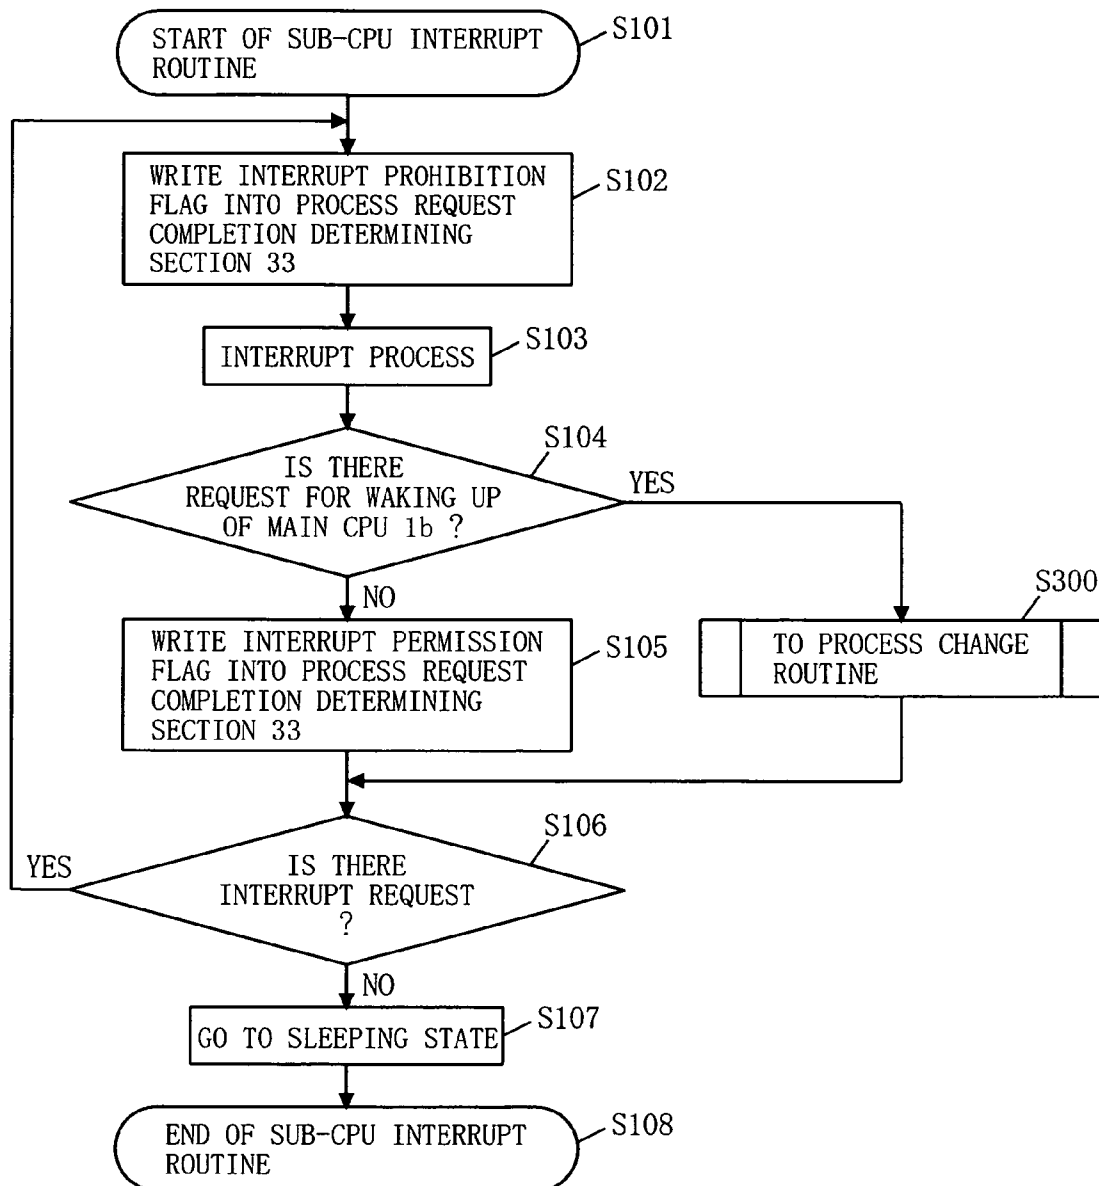 START OF SUB-CPU INTERRUPT
ROUTINE
S101
WRITE INTERRUPT PROHIBITION
FLAG INTO PROCESS REQUEST
COMPLETION DETERMINING
SECTION 33
S102
INTERRUPT PROCESS
S103
IS THERE
REQUEST FOR WAKING UP
OF MAIN CPU 1b ?
S104
YES
NO
WRITE INTERRUPT PERMISSION
FLAG INTO PROCESS REQUEST
COMPLETION DETERMINING
SECTION 33
S105
TO PROCESS CHANGE
ROUTINE
S300
IS THERE
INTERRUPT REQUEST
?
S106
YES
NO
GO TO SLEEPING STATE
S107
END OF SUB-CPU INTERRUPT
ROUTINE
S108